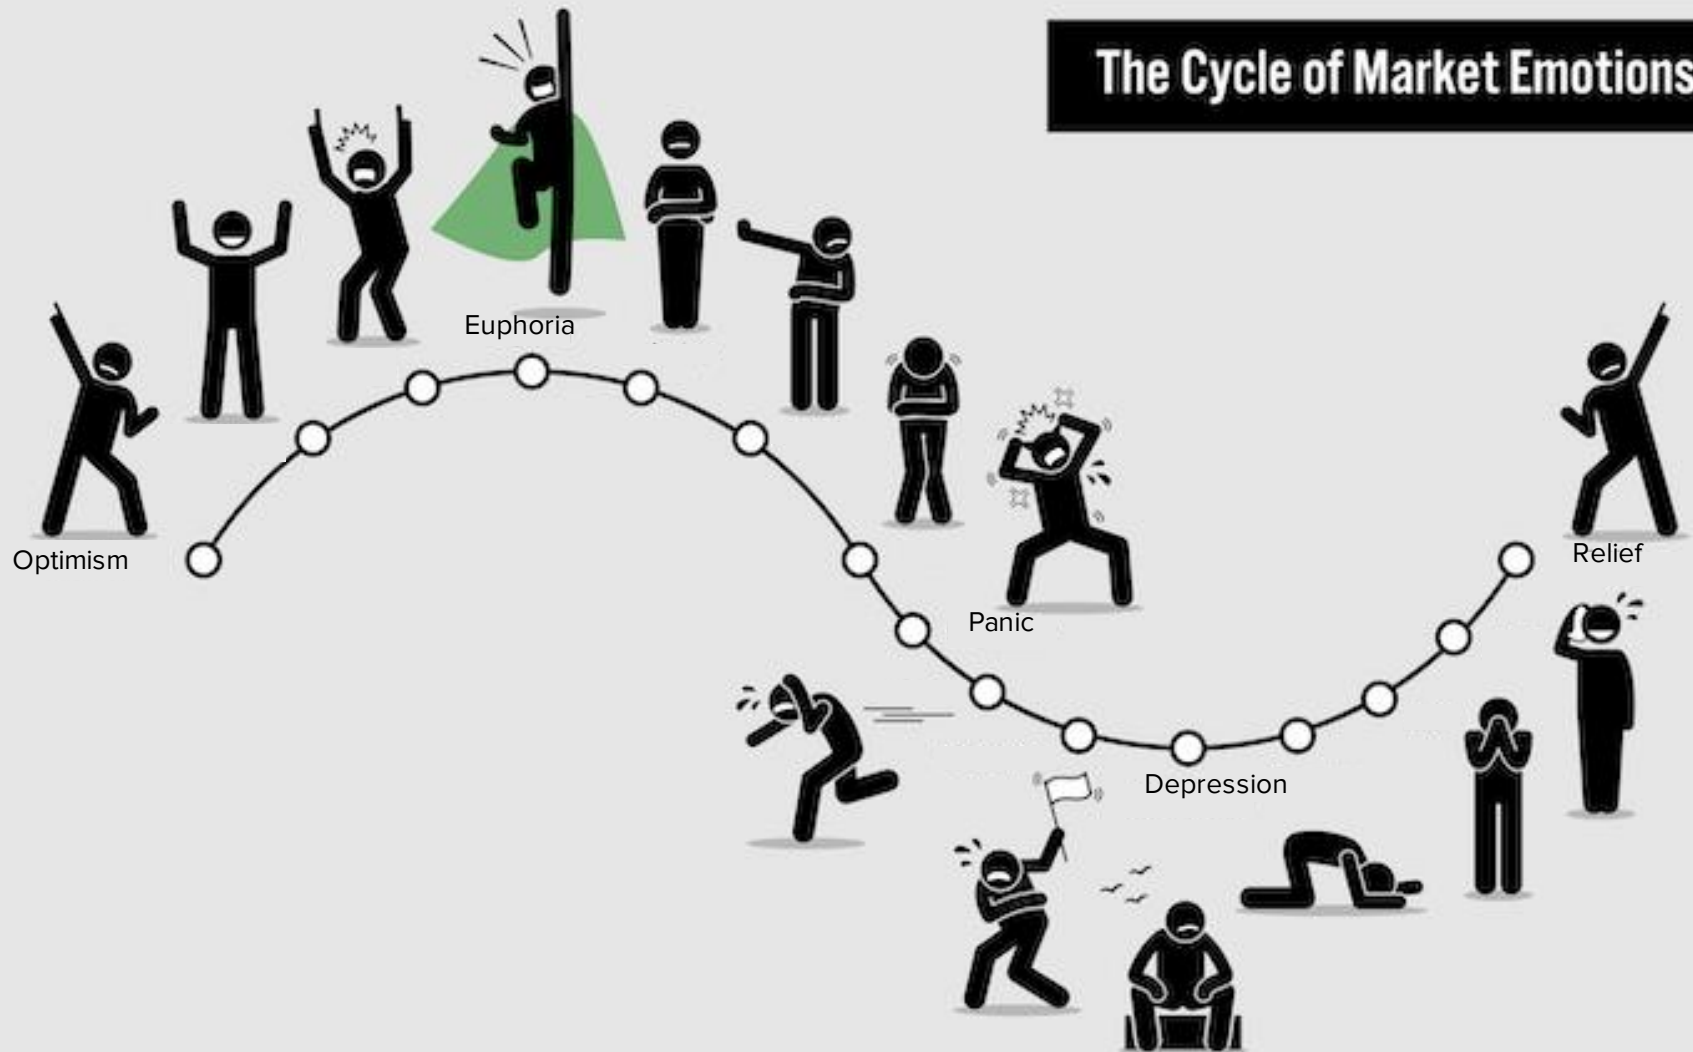 The Cycle of Market Emotions
Euphoria
Optimism
Relief
Panic
Depression